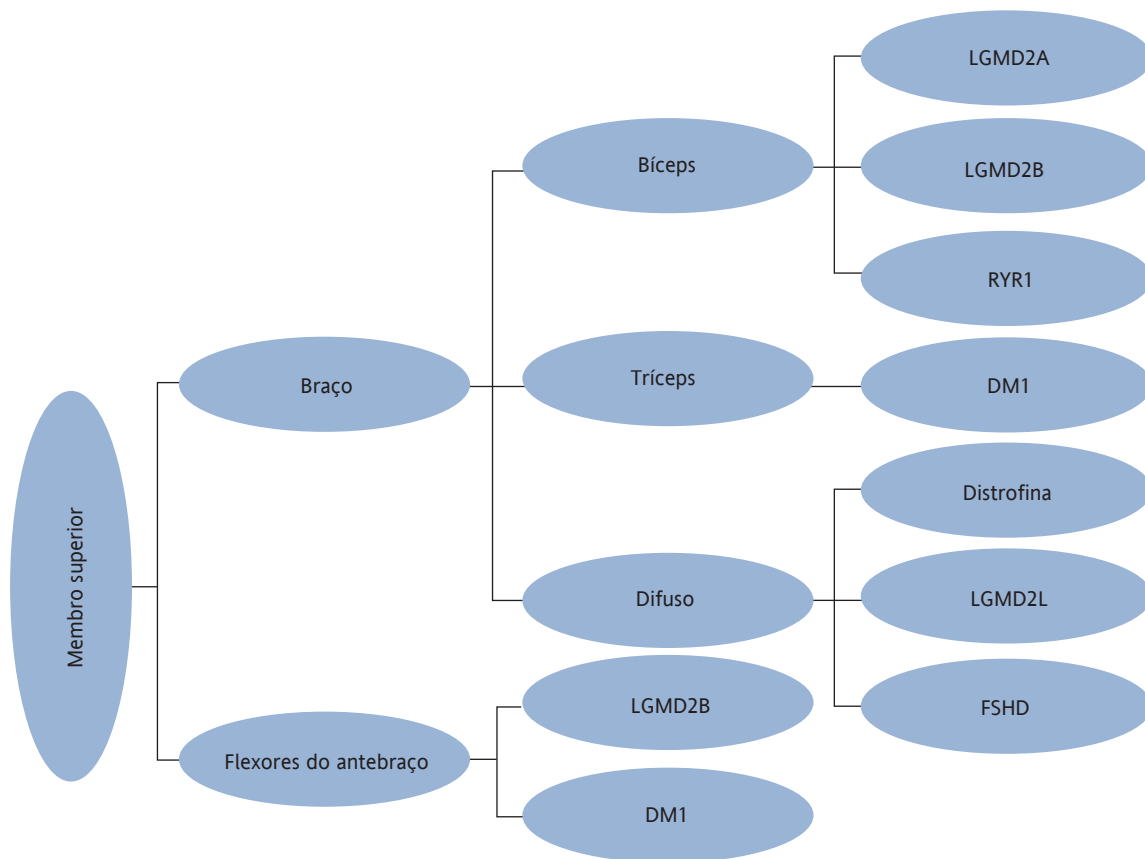 Membro superior
Braço
Bíceps
LGMD2A
LGMD2B
RYR1
Tríceps
DM1
Difuso
Distrofina
LGMD2L
FSHD
Flexores do antebraço
LGMD2B
DM1